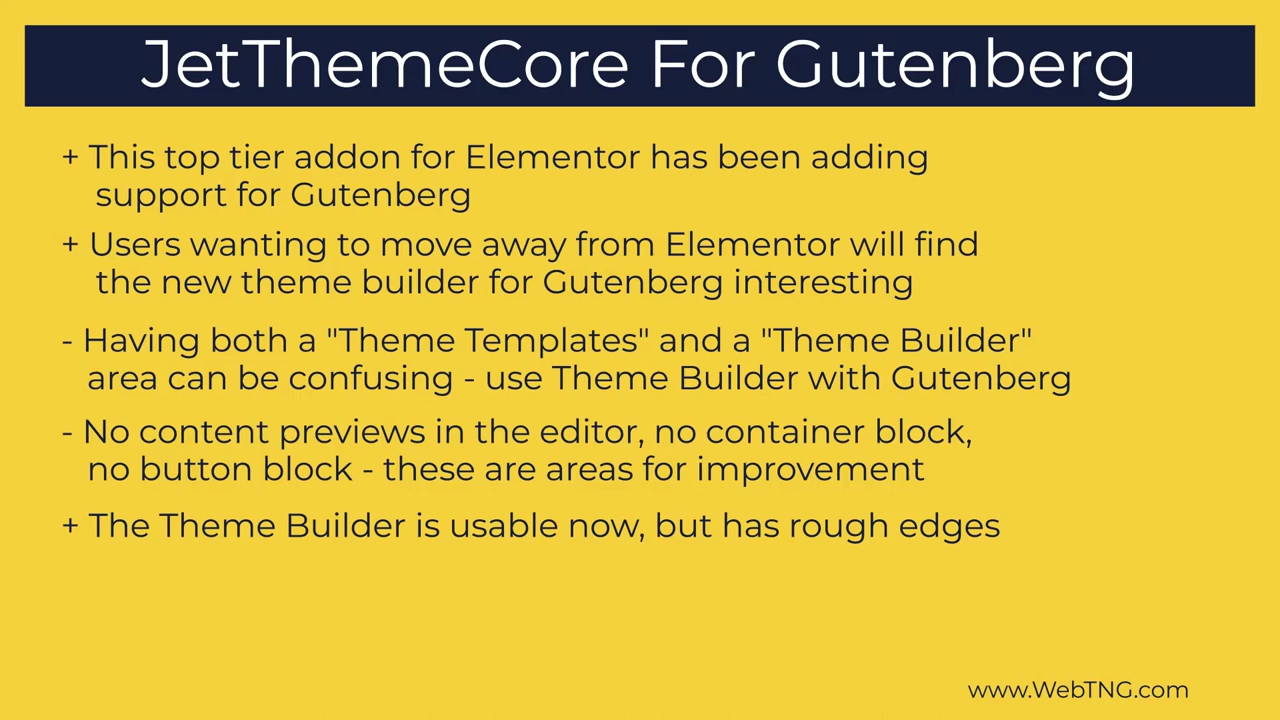 JetThemeCore For Gutenberg
+ This top tier addon for Elementor has been adding
support for Gutenberg
+ Users wanting to move away from Elementor will find
the new theme builder for Gutenberg interesting
- Having both a "Theme Templates" and a "Theme Builder"
area can be confusing - use Theme Builder with Gutenberg
- No content previews in the editor, no container block,
no button block - these are areas for improvement
+ The Theme Builder is usable now, but has rough edges
www.WebTNG.com